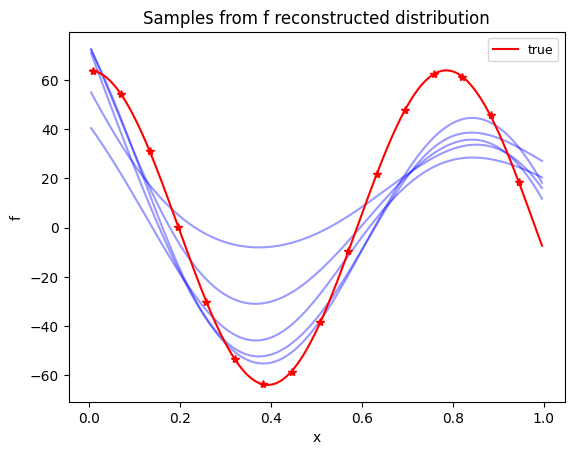 Samples from f reconstructed distribution
true
60
40
20
0
−20
−40
−60
f
0.0 0.2 0.4 0.6 0.8 1.0
x